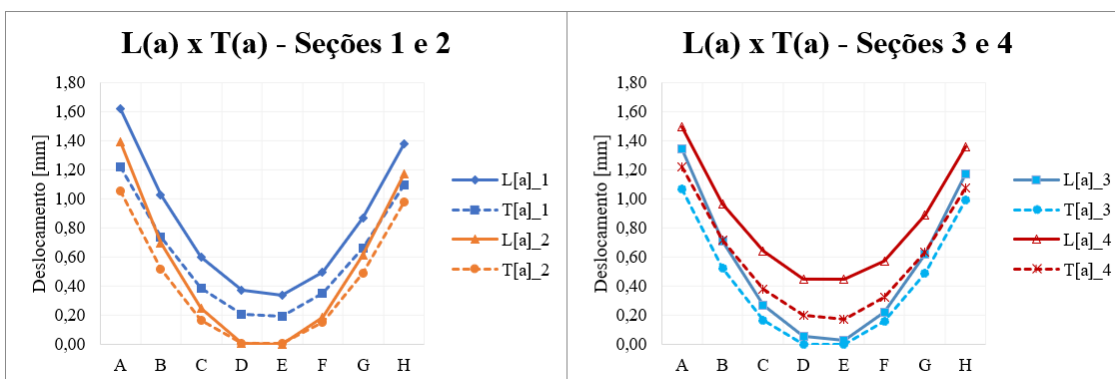 L(a) x T(a) - Seções 1 e 2
Deslocamento [mm]
1,80
1,60
1,40
1,20
1,00
0,80
0,60
0,40
0,20
0,00
A B C D E F G H
L[a]_1
T[a]_1
L[a]_2
T[a]_2
L(a) x T(a) - Seções 3 e 4
Deslocamento [mm]
1,80
1,60
1,40
1,20
1,00
0,80
0,60
0,40
0,20
0,00
A B C D E F G H
L[a]_3
T[a]_3
L[a]_4
T[a]_4